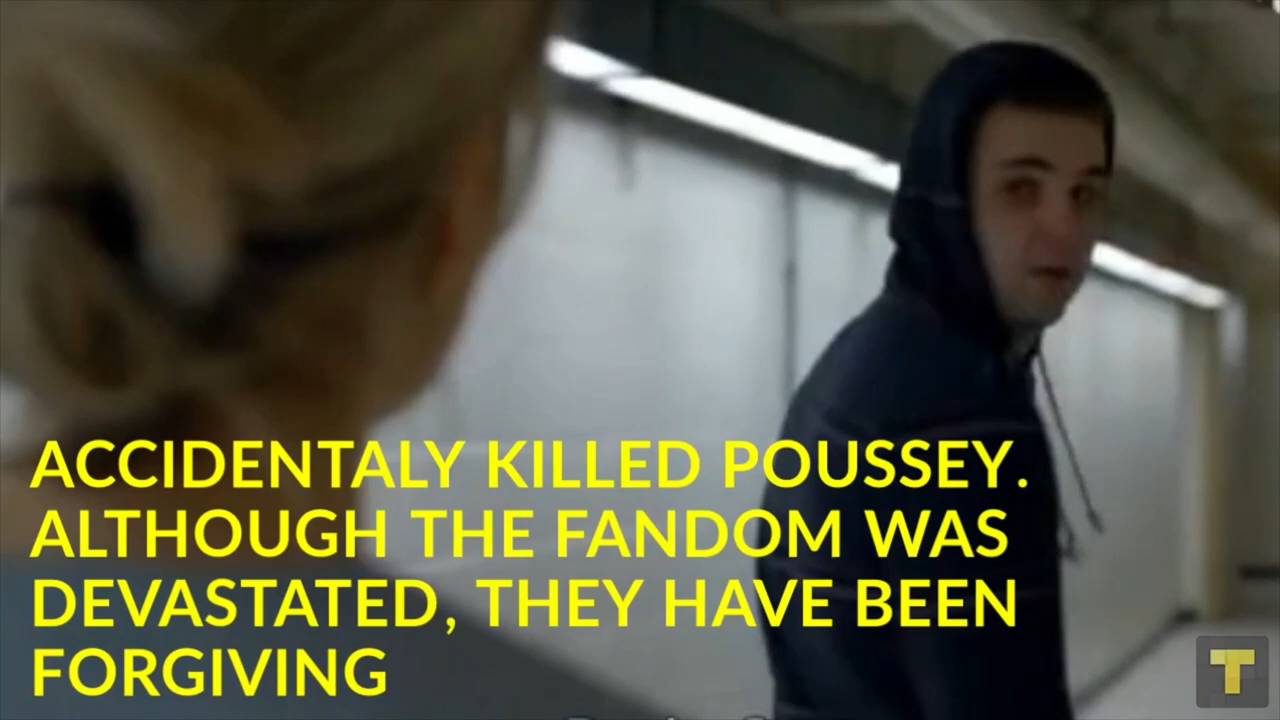 ACCIDENTALY KILLED POUSSEY.
ALTHOUGH THE FANDOM WAS
DEVASTATED, THEY HAVE BEEN
FORGIVING
T